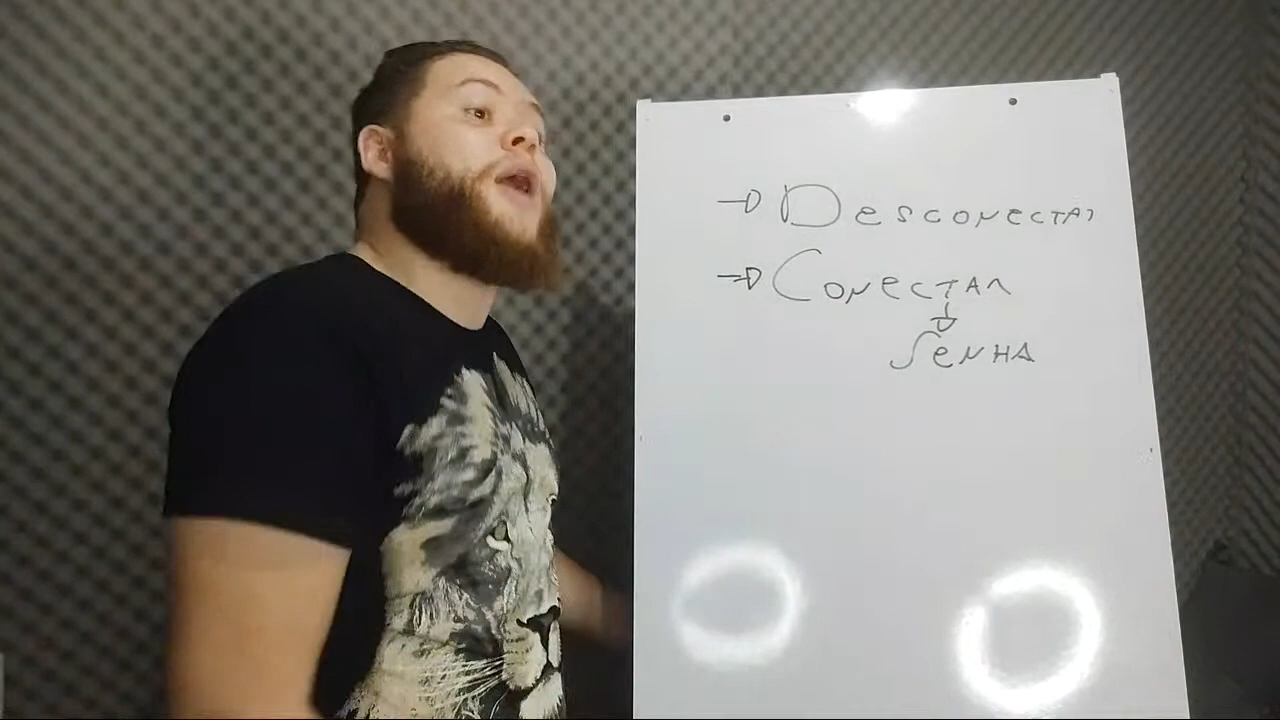 → Desconectar
→ Conectar
↓
Senha